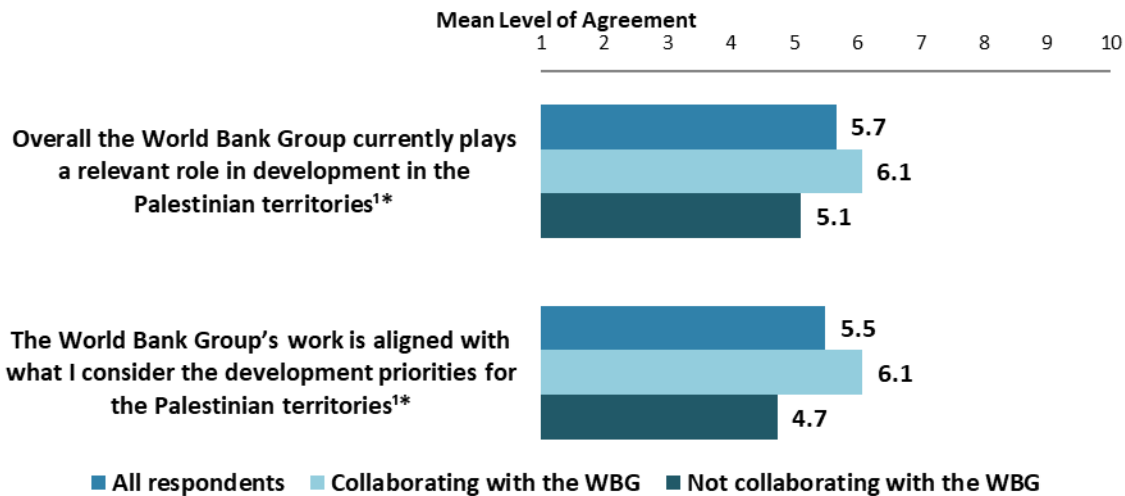 Mean Level of Agreement
1 2 3 4 5 6 7 8 9 10
Overall the World Bank Group currently plays
a relevant role in development in the
Palestinian territories¹*
5.7
6.1
5.1
The World Bank Group’s work is aligned with
what I consider the development priorities for
the Palestinian territories¹*
5.5
6.1
4.7
All respondents Collaborating with the WBG Not collaborating with the WBG